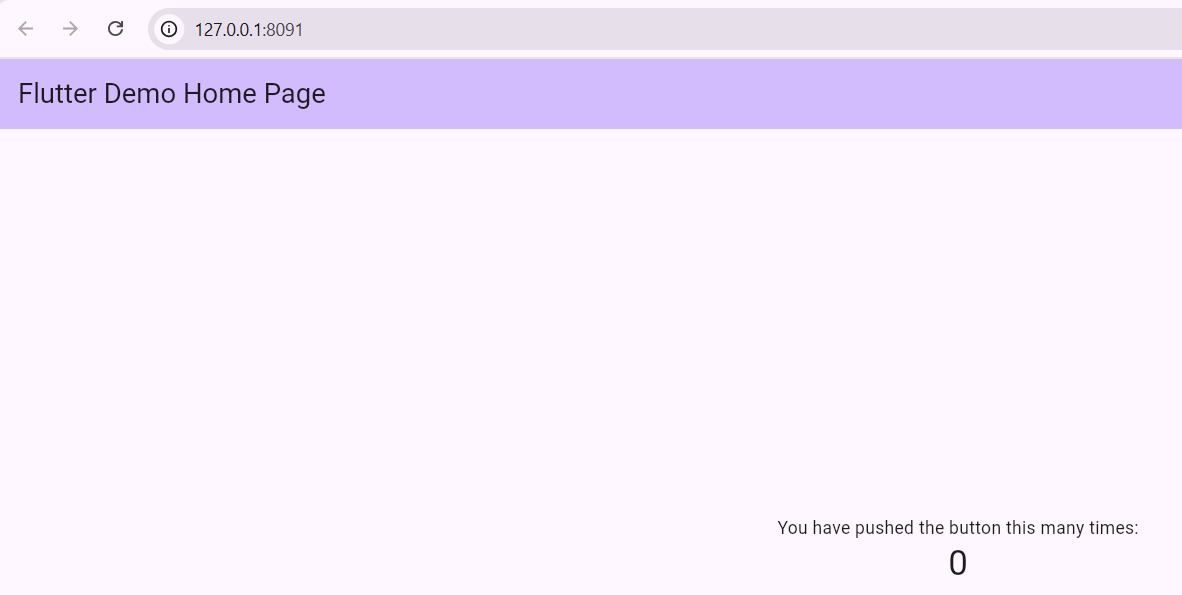 127.0.0.1:8091
Flutter Demo Home Page
You have pushed the button this many times:
0